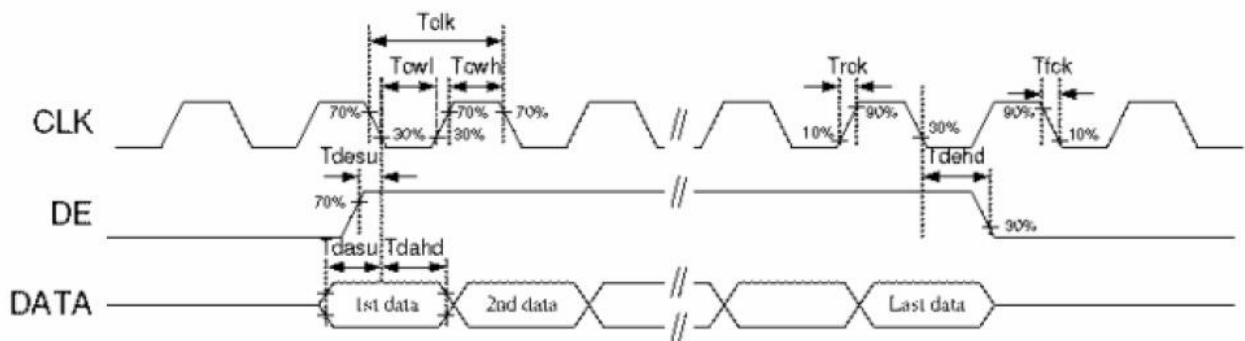 Tclk
Tcwl Tcwh Trck Tfck
CLK 70% 70% 70% 90% 90%
30% 30% 10% 30% 10%
Tdesu Tdehd
DE 70% 30%
Tdasu Tdahd
DATA 1st data 2nd data Last data